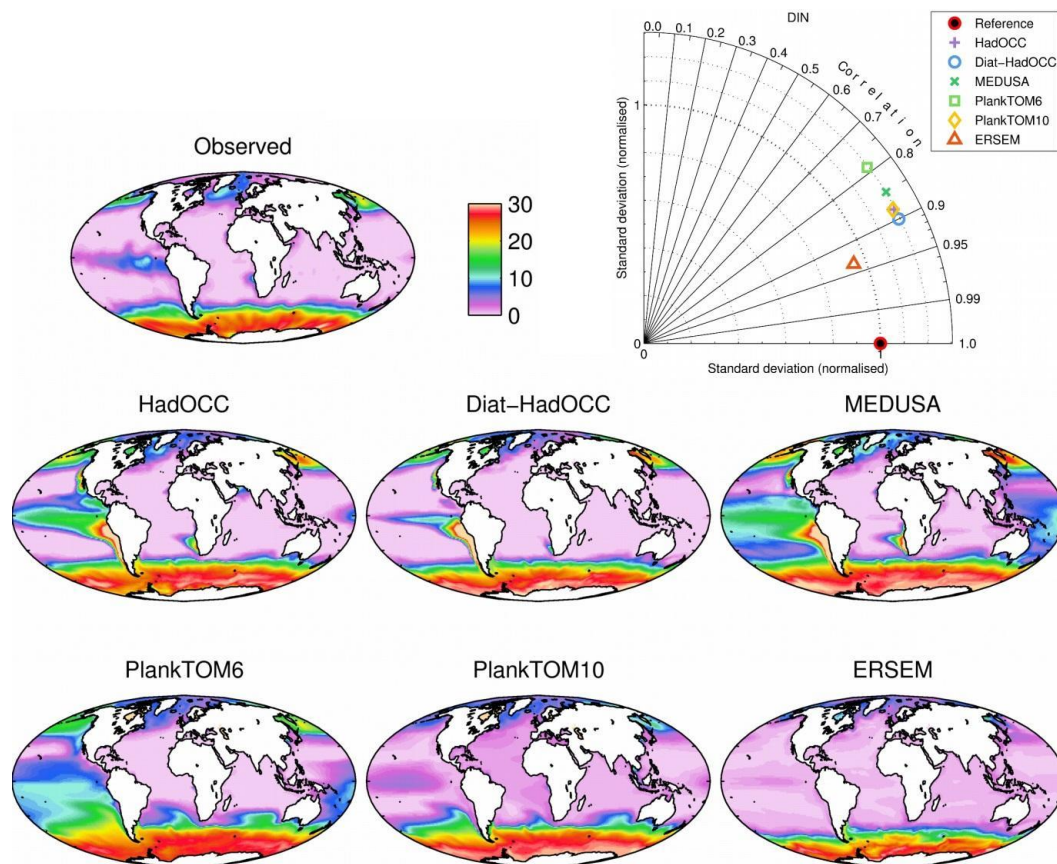 DIN
0.0
0.1
0.2
0.3
0.4
0.5
0.6
0.7
0.8
0.9
0.95
0.99
1.0
Correlation
Standard deviation (normalised)
1
0
0
1
Standard deviation (normalised)
Reference
HadOCC
Diat-HadOCC
MEDUSA
PlankTOM6
PlankTOM10
ERSEM
Observed
30
20
10
0
HadOCC Diat-HadOCC MEDUSA
PlankTOM6 PlankTOM10 ERSEM